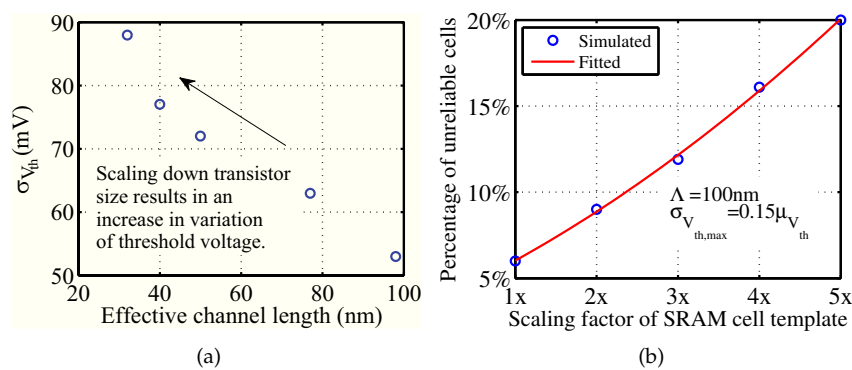 90
80
70
60
50
σVth (mV)
Scaling down transistor
size results in an
increase in variation
of threshold voltage.
20 40 60 80 100
Effective channel length (nm)
(a)
20%
15%
10%
5%
Percentage of unreliable cells
Simulated
Fitted
Λ =100nm
σVth,max=0.15μVth
1x 2x 3x 4x 5x
Scaling factor of SRAM cell template
(b)